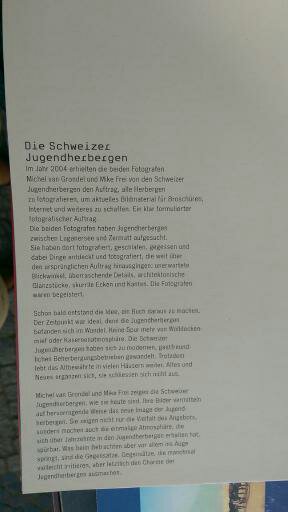 Die Schweizer
Jugendherbergen
Im Jahr 2004 erhielten die beiden Fotografen
Michel van Grondel und Mike Frei von den Schweizer
Jugendherbergen den Auftrag, alle Herbergen
zu fotografieren, um aktuelles Bildmaterial für Broschüren,
Internet und weiteres zu schaffen. Ein klar formulierter
fotografischer Auftrag.
Die beiden Fotografen haben Jugendherbergen
zwischen Luganersee und Zermatt aufgesucht.
Sie haben dort fotografiert, geschlafen, gegessen und
dabei Dinge entdeckt und fotografiert, die weit über
den ursprünglichen Auftrag hinausgingen: unerwartete
Blickwinkel, überraschende Details, architektonische
Glanzstücke, skurrile Ecken und Kanten. Die Fotografen
waren begeistert.
Schon bald entstand die Idee, ein Buch daraus zu machen.
Der Zeitpunkt war ideal, denn die Jugendherbergen
befanden sich im Wandel. Keine Spur mehr von Wolldecken-
mief oder Kasernenatmosphäre. Die Schweizer
Jugendherbergen haben sich zu modernen, gastfreund-
lichen Beherbergungsbetrieben gewandelt. Trotzdem
lebt das Altbewährte in vielen Häusern weiter. Altes und
Neues ergänzen sich, sie schliessen sich nicht aus.
Michel van Grondel und Mike Frei zeigen die Schweizer
Jugendherbergen, wie sie heute sind. Ihre Bilder vermitteln
auf hervorragende Weise das neue Image der Jugend-
herbergen. Sie zeigen nicht nur die Vielfalt des Angebots,
sondern machen auch die einmalige Atmosphäre, die
sich über Jahrzehnte in den Jugendherbergen erhalten hat,
spürbar. Was beim Betrachten aber vor allem ins Auge
springt, sind die Gegensätze. Gegensätze, die manchmal
vielleicht irritieren, aber letztlich den Charme der
Jugendherbergen ausmachen.